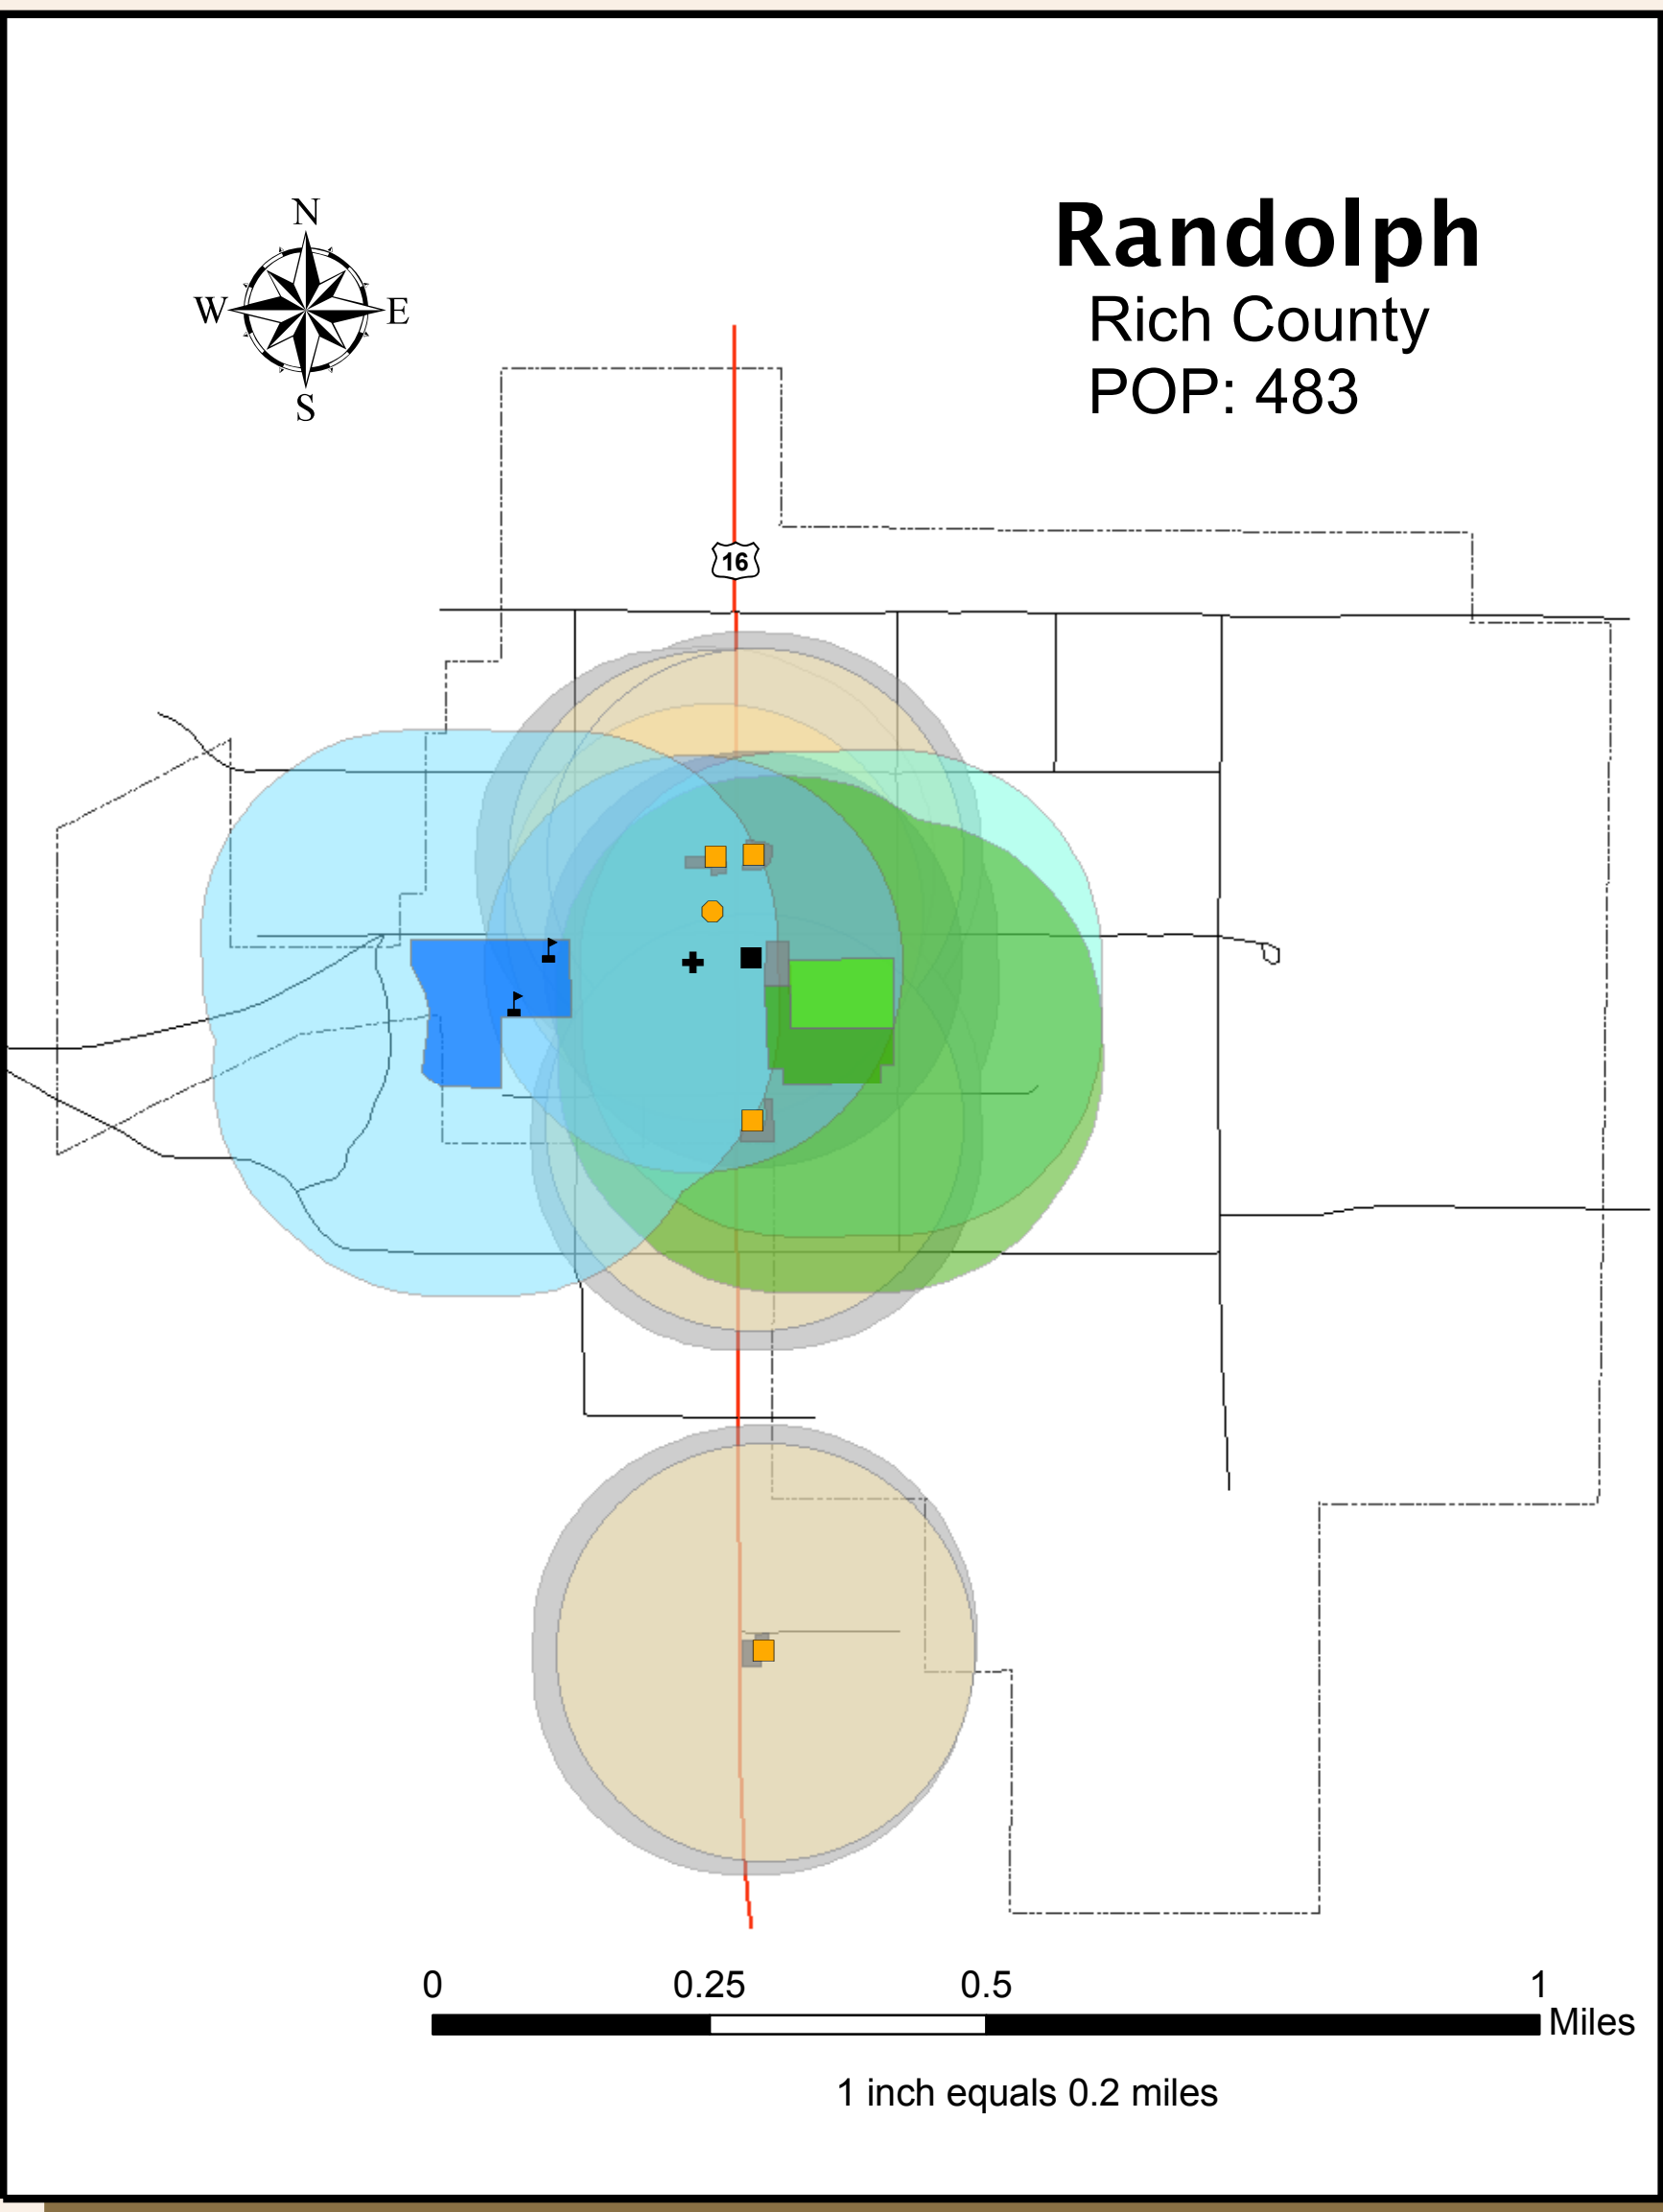 Randolph
Rich County
POP: 483
N
W E
S
16
0 0.25 0.5 1
Miles
1 inch equals 0.2 miles